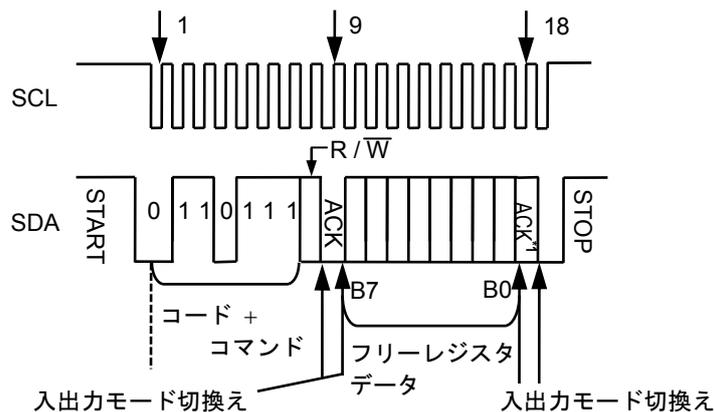 1 9 18
SCL
R / W
SDA
START
0 1 1 0 1 1 1
ACK
ACK*1
STOP
B7 B0
コード +
コマンド
フリーレジスタ
データ
入出力モード切換え
入出力モード切換え